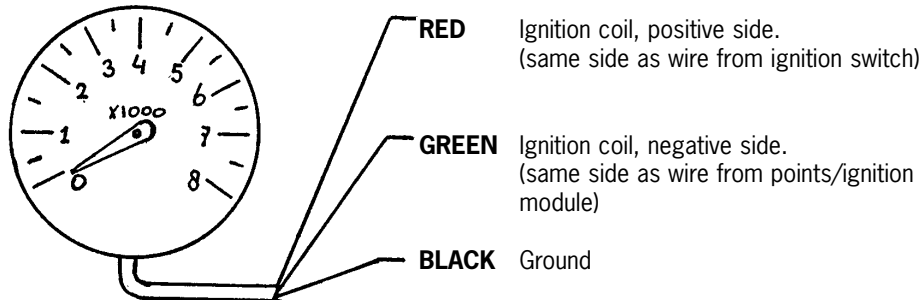 RED Ignition coil, positive side.
(same side as wire from ignition switch)
3 4 5
2 6
X1000
1 7
GREEN Ignition coil, negative side.
(same side as wire from points/ignition
module)
0 8
BLACK Ground